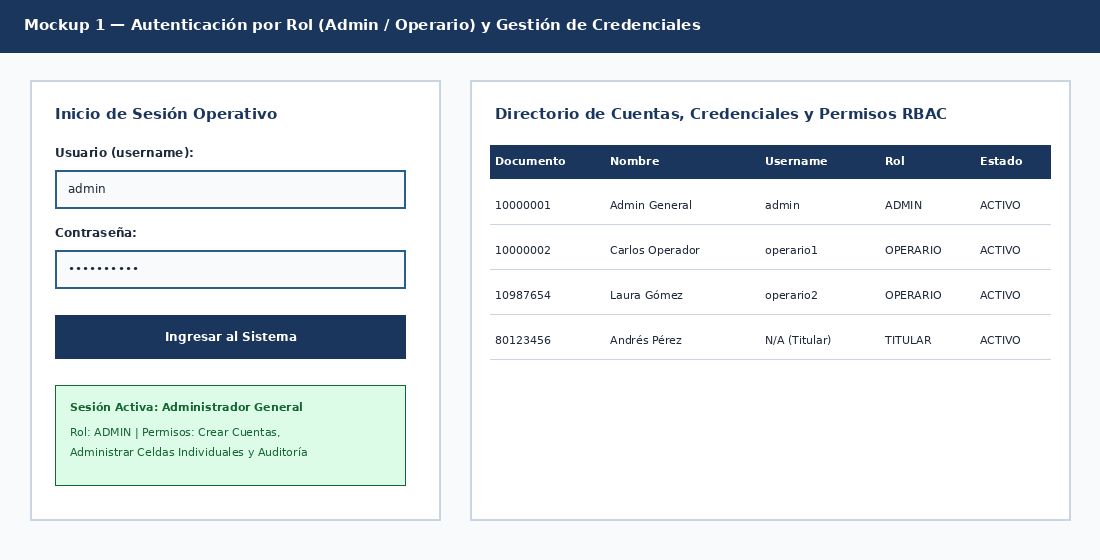 Mockup 1 — Autenticación por Rol (Admin / Operario) y Gestión de Credenciales
Inicio de Sesión Operativo
Usuario (username):
admin
Contraseña:
••••••••••
Ingresar al Sistema
Sesión Activa: Administrador General
Rol: ADMIN | Permisos: Crear Cuentas,
Administrar Celdas Individuales y Auditoría
Directorio de Cuentas, Credenciales y Permisos RBAC
Documento Nombre Username Rol Estado
10000001 Admin General admin ADMIN ACTIVO
10000002 Carlos Operador operario1 OPERARIO ACTIVO
10987654 Laura Gómez operario2 OPERARIO ACTIVO
80123456 Andrés Pérez N/A (Titular) TITULAR ACTIVO